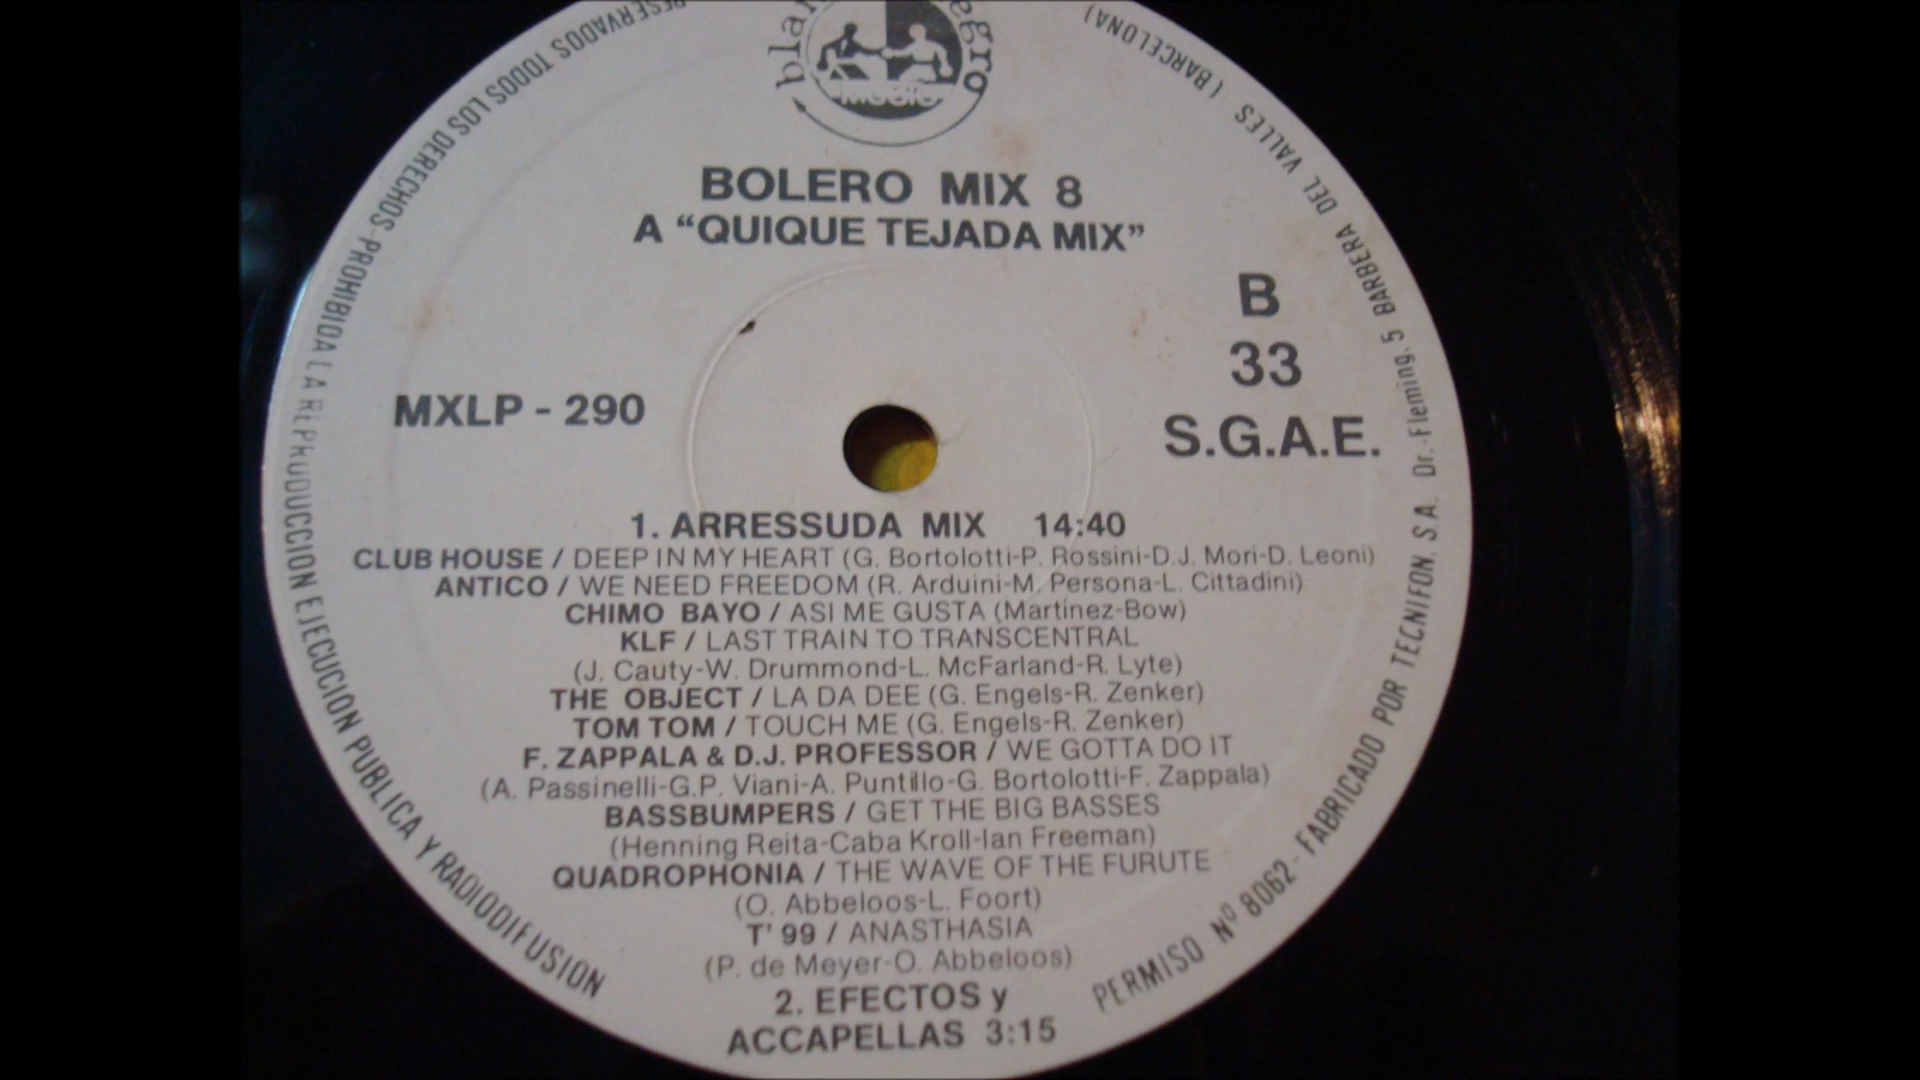 MUSIC
BOLERO MIX 8
A “QUIQUE TEJADA MIX”
B
33
S.G.A.E.
MXLP - 290
1. ARRESSUDA MIX 14:40
CLUB HOUSE / DEEP IN MY HEART (G. Bortolotti-P. Rossini-D.J. Mori-D. Leoni)
ANTICO / WE NEED FREEDOM (R. Arduini-M. Persona-L. Cittadini)
CHIMO BAYO / ASI ME GUSTA (Martínez-Bow)
KLF / LAST TRAIN TO TRANSCENTRAL
(J. Cauty-W. Drummond-L. McFarland-R. Lyte)
THE OBJECT / LA DA DEE (G. Engels-R. Zenker)
TOM TOM / TOUCH ME (G. Engels-R. Zenker)
F. ZAPPALA & D.J. PROFESSOR / WE GOTTA DO IT
(A. Passinelli-G.P. Viani-A. Puntillo-G. Bortolotti-F. Zappala)
BASSBUMPERS / GET THE BIG BASSES
(Henning Reita-Caba Kroll-Ian Freeman)
QUADROPHONIA / THE WAVE OF THE FURUTE
(O. Abbeloos-L. Foort)
T' 99 / ANASTHASIA
(P. de Meyer-O. Abbeloos)
2. EFECTOS y
ACCAPELLAS 3:15
PERMISO Nº 8062 - FABRICADO POR TECNIFON, S.A. Dr. Fleming, 5 BARBERA DEL VALLES (BARCELONA)
RESERVADOS TODOS LOS DERECHOS-PROHIBIDA LA REPRODUCCION EJECUCION PUBLICA Y RADIODIFUSION